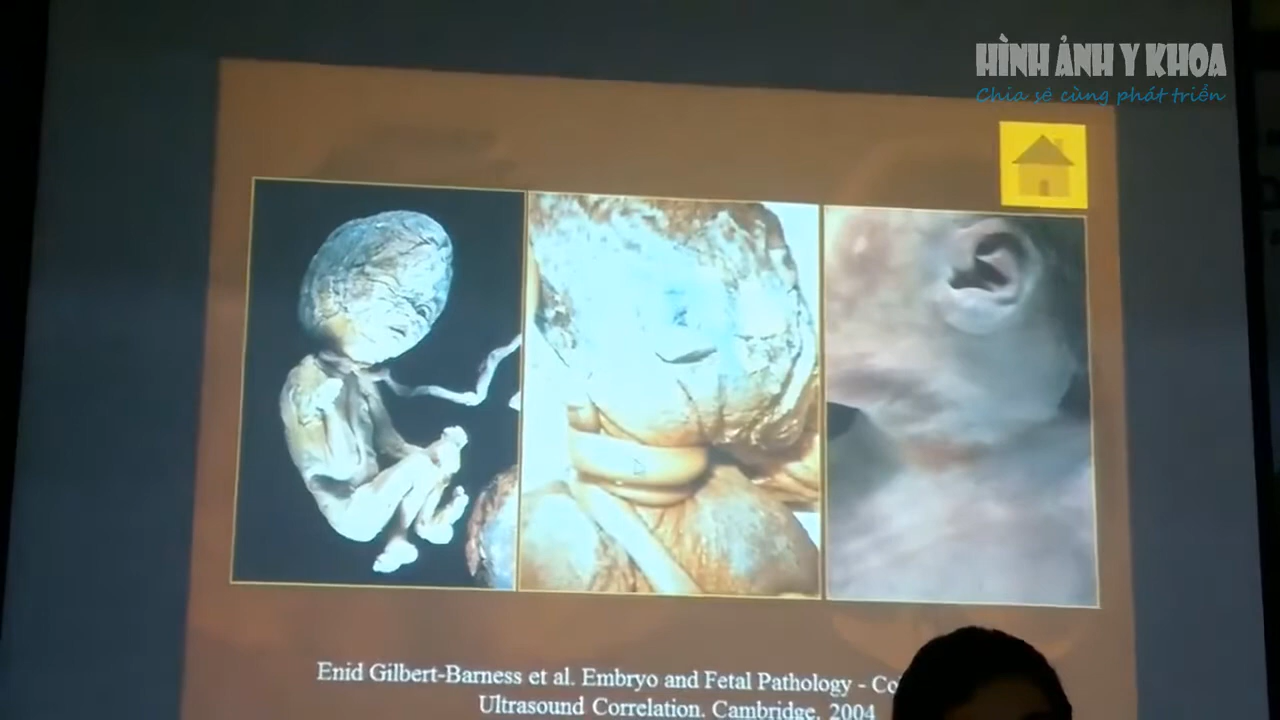 HÌNH ẢNH Y KHOA
Chia sẻ cùng phát triển
Enid Gilbert-Barness et al. Embryo and Fetal Pathology -
Ultrasound Correlation. Cambridge, 2004